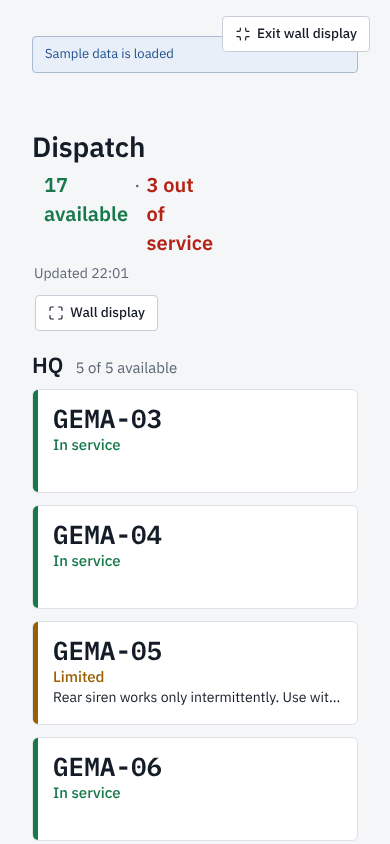 Exit wall display
Sample data is loaded
Dispatch
17 available · 3 out of service
Updated 22:01
Wall display
HQ 5 of 5 available
GEMA-03
In service
GEMA-04
In service
GEMA-05
Limited
Rear siren works only intermittently. Use wit...
GEMA-06
In service